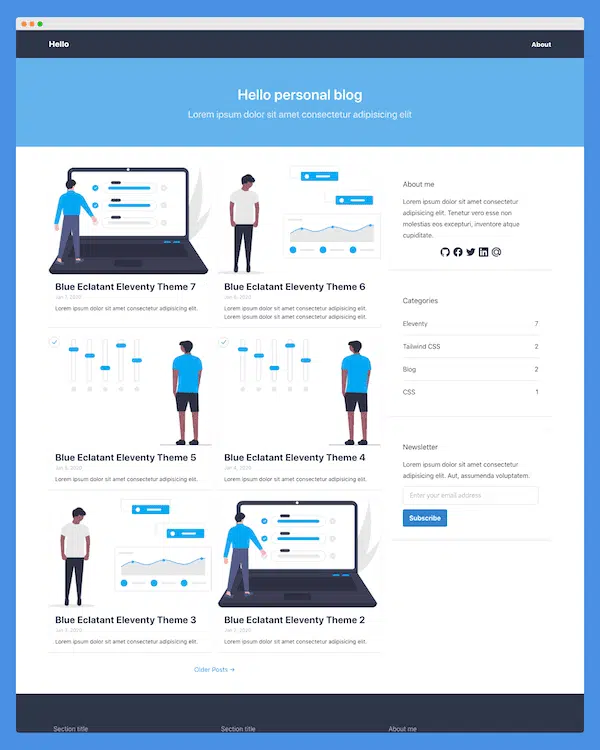 Hello
About
Hello personal blog
Lorem ipsum dolor sit amet consectetur adipisicing elit
Blue Eclatant Eleventy Theme 7
Jan 7, 2020
Lorem ipsum dolor sit amet consectetur adipisicing elit.
Blue Eclatant Eleventy Theme 6
Jan 6, 2020
Lorem ipsum dolor sit amet consectetur adipisicing elit.
Lorem ipsum dolor sit amet consectetur adipisicing elit.
Blue Eclatant Eleventy Theme 5
Jan 5, 2020
Lorem ipsum dolor sit amet consectetur adipisicing elit.
Blue Eclatant Eleventy Theme 4
Jan 4, 2020
Lorem ipsum dolor sit amet consectetur adipisicing elit.
Blue Eclatant Eleventy Theme 3
Jan 3, 2020
Lorem ipsum dolor sit amet consectetur adipisicing elit.
Blue Eclatant Eleventy Theme 2
Jan 2, 2020
Lorem ipsum dolor sit amet consectetur adipisicing elit.
Older Posts →
About me
Lorem ipsum dolor sit amet consectetur
adipisicing elit. Tenetur vero esse non
molestias eos excepturi, inventore atque
cupiditate.
Categories
Eleventy 7
Tailwind CSS 2
Blog 2
CSS 1
Newsletter
Lorem ipsum dolor sit amet consectetur
adipisicing elit. Aut, assumenda voluptatem.
Enter your email address
Subscribe
Section title
Section title
About me